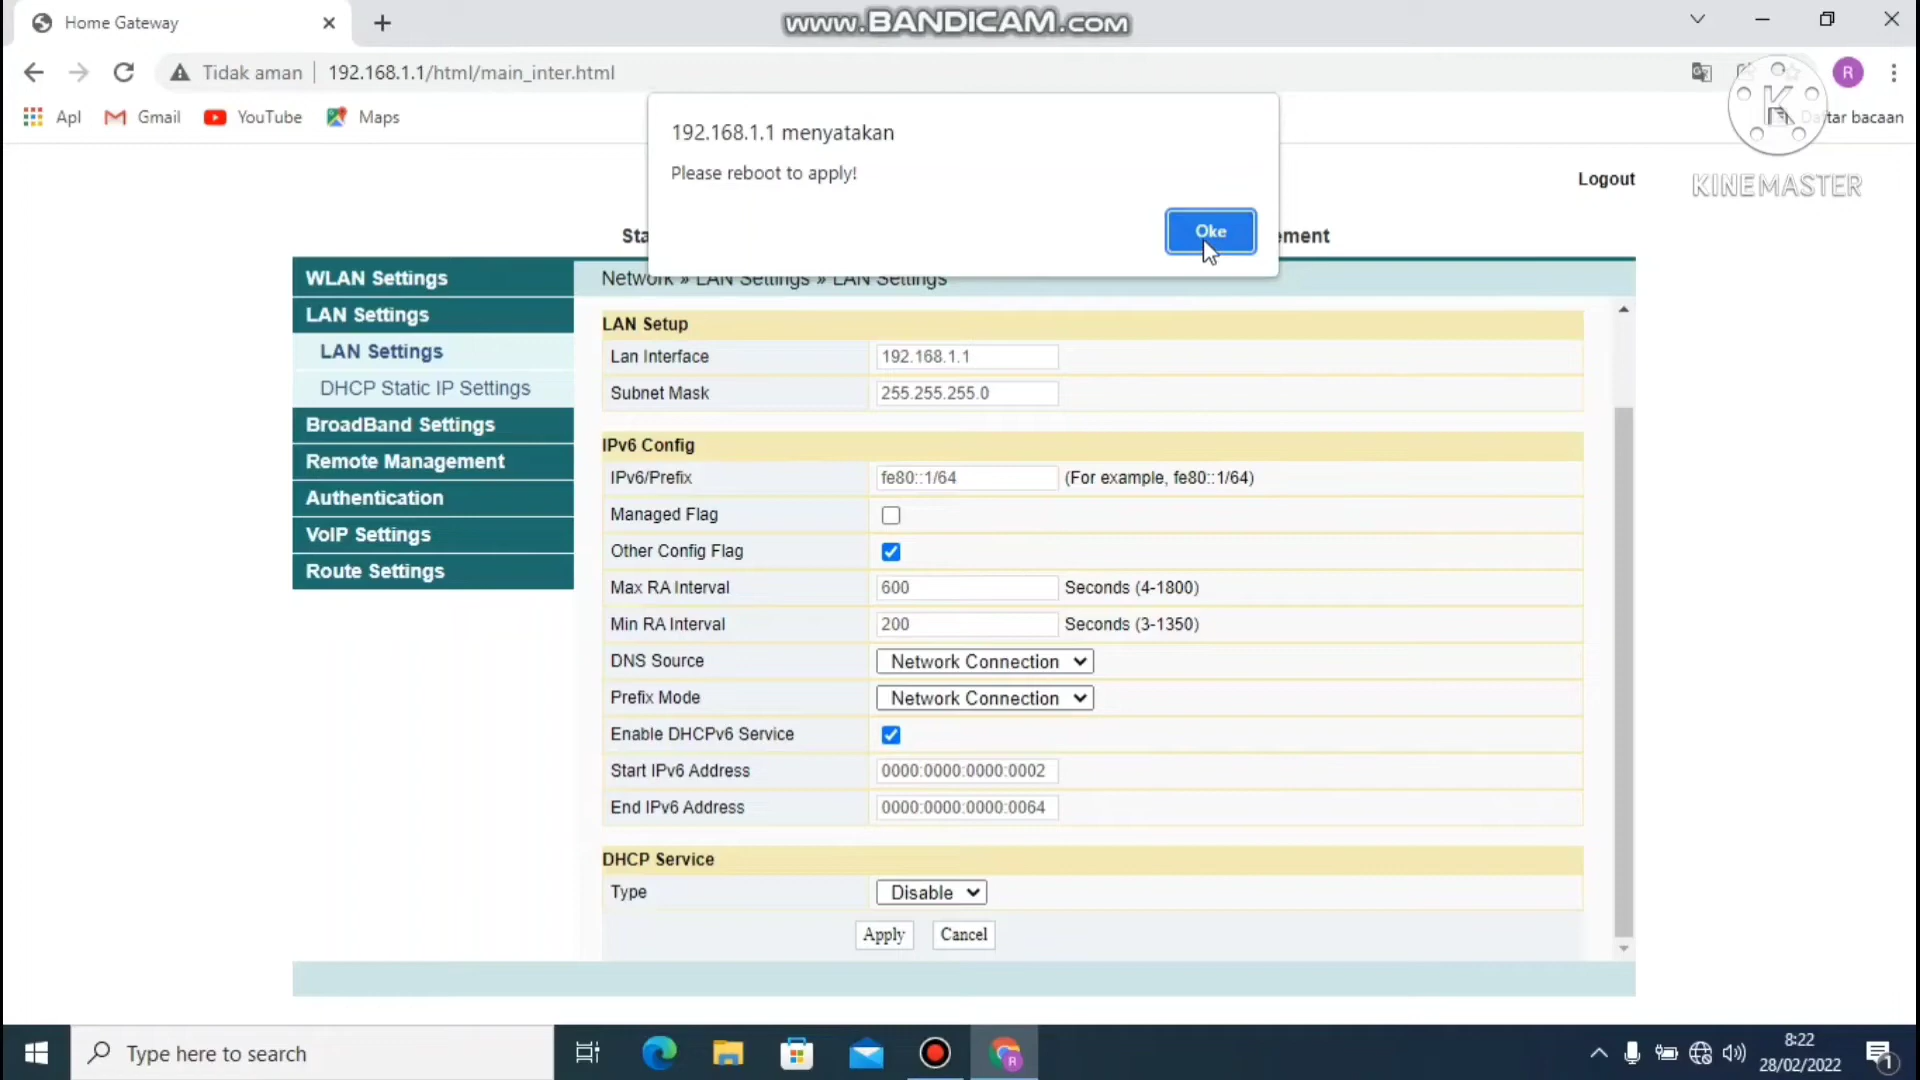 Home Gateway
www.BANDICAM.com
Tidak aman
192.168.1.1/html/main_inter.html
R
Apl
Gmail
YouTube
Maps
K
tar bacaan
KINEMASTER
192.168.1.1 menyatakan
Please reboot to apply!
Oke
Logout
Sta
ement
WLAN Settings
LAN Settings
LAN Settings
DHCP Static IP Settings
BroadBand Settings
Remote Management
Authentication
VoIP Settings
Route Settings
Network » LAN Settings » LAN Settings
LAN Setup
Lan Interface 192.168.1.1
Subnet Mask 255.255.255.0
IPv6 Config
IPv6/Prefix fe80::1/64 (For example, fe80::1/64)
Managed Flag
Other Config Flag
Max RA Interval 600 Seconds (4-1800)
Min RA Interval 200 Seconds (3-1350)
DNS Source Network Connection
Prefix Mode Network Connection
Enable DHCPv6 Service
Start IPv6 Address 0000:0000:0000:0002
End IPv6 Address 0000:0000:0000:0064
DHCP Service
Type Disable
Apply Cancel
Type here to search
R
8:22
28/02/2022
1